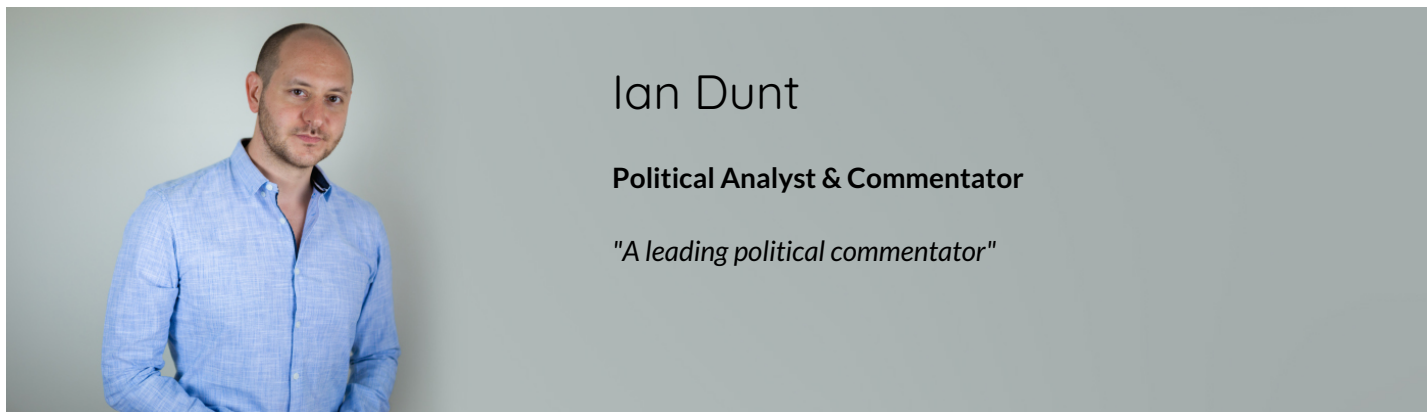 Ian Dunt
Political Analyst & Commentator
"A leading political commentator"